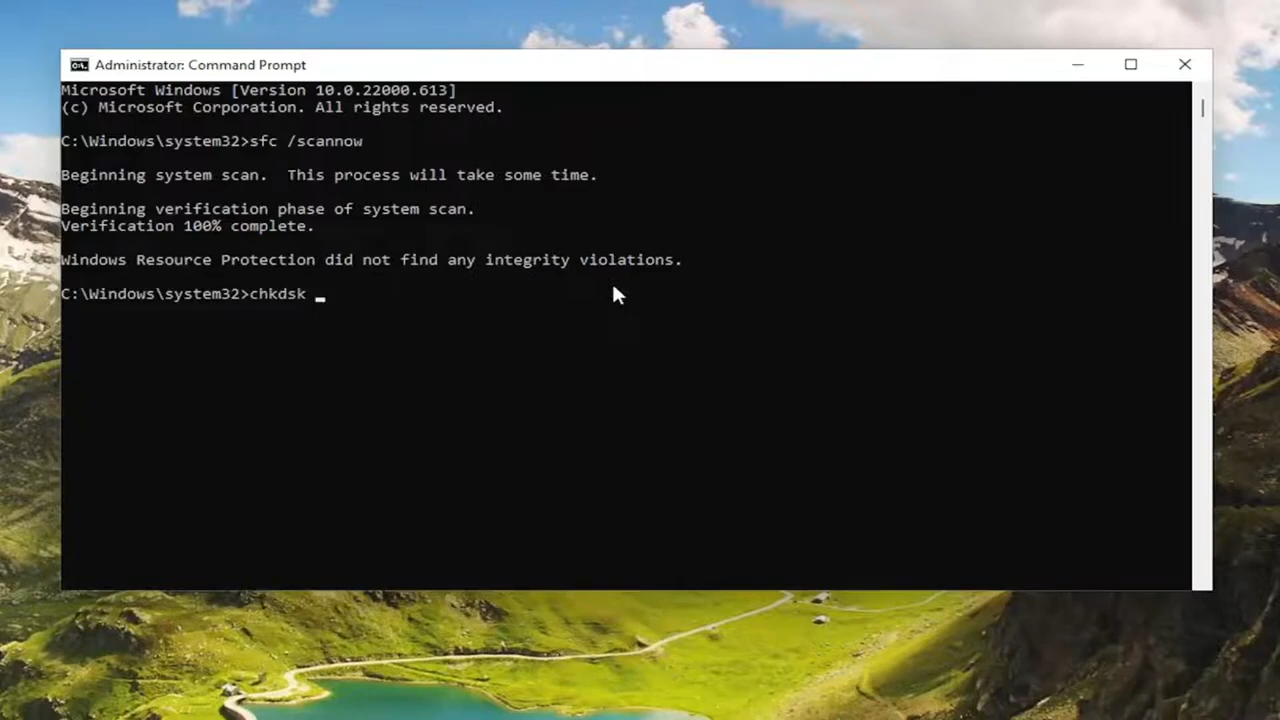 Administrator: Command Prompt
Microsoft Windows [Version 10.0.22000.613]
(c) Microsoft Corporation. All rights reserved.
C:\Windows\system32>sfc /scannow
Beginning system scan.  This process will take some time.
Beginning verification phase of system scan.
Verification 100% complete.
Windows Resource Protection did not find any integrity violations.
C:\Windows\system32>chkdsk